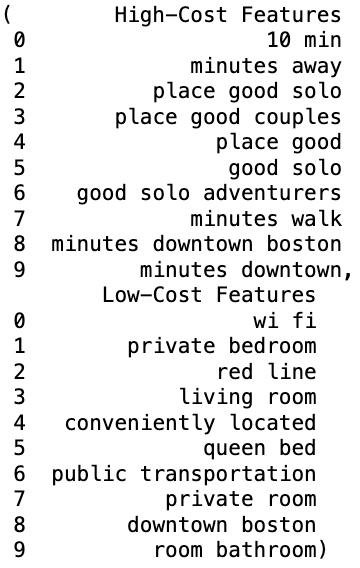 ( High-Cost Features
0 10 min
1 minutes away
2 place good solo
3 place good couples
4 place good
5 good solo
6 good solo adventurers
7 minutes walk
8 minutes downtown boston
9 minutes downtown,
Low-Cost Features
0 wi fi
1 private bedroom
2 red line
3 living room
4 conveniently located
5 queen bed
6 public transportation
7 private room
8 downtown boston
9 room bathroom)